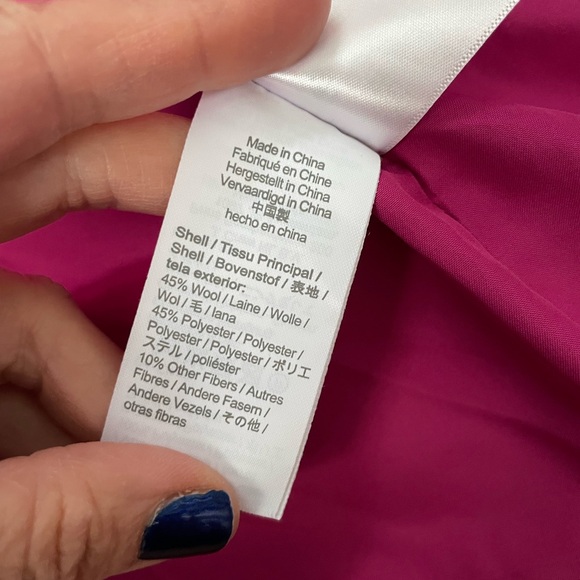 Made in China
Fabriqué en Chine
Hergestellt in China
Vervaardigd in China
中国製
hecho en china
Shell / Tissu Principal /
Shell / Bovenstof / 表地 /
tela exterior:
45% Wool / Laine / Wolle /
Wol / 毛 / lana
45% Polyester / Polyester /
Polyester / Polyester / ポリエ
ステル / poliéster
10% Other Fibers / Autres
Fibres / Andere Fasern /
Andere Vezels / その他 /
otras fibras